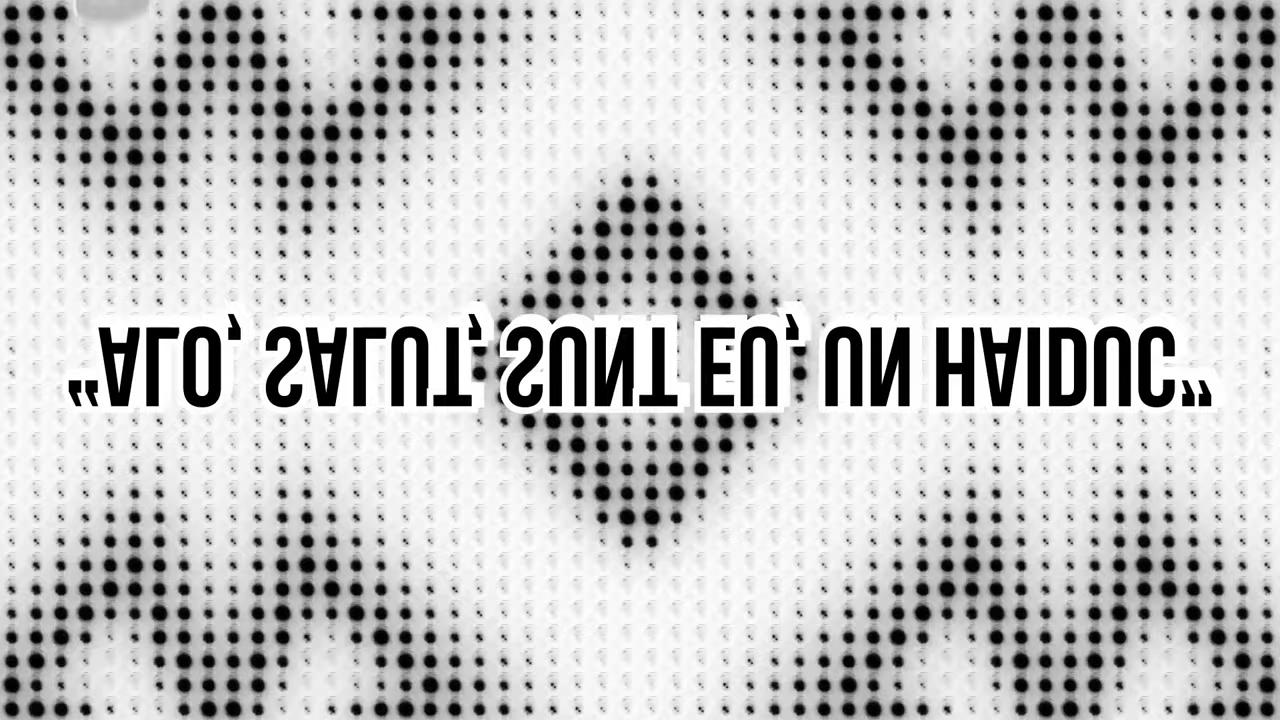 “ALO, SALUT, SUNT EU, UN HAIDUC„